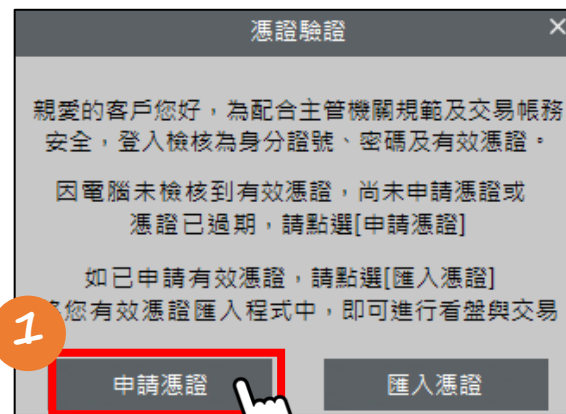 憑證驗證
×
親愛的客戶您好，為配合主管機關規範及交易帳務
安全，登入檢核為身分證號、密碼及有效憑證。
因電腦未檢核到有效憑證，尚未申請憑證或
憑證已過期，請點選[申請憑證]
如已申請有效憑證，請點選[匯入憑證]
您有效憑證匯入程式中，即可進行看盤與交易
1
申請憑證
匯入憑證